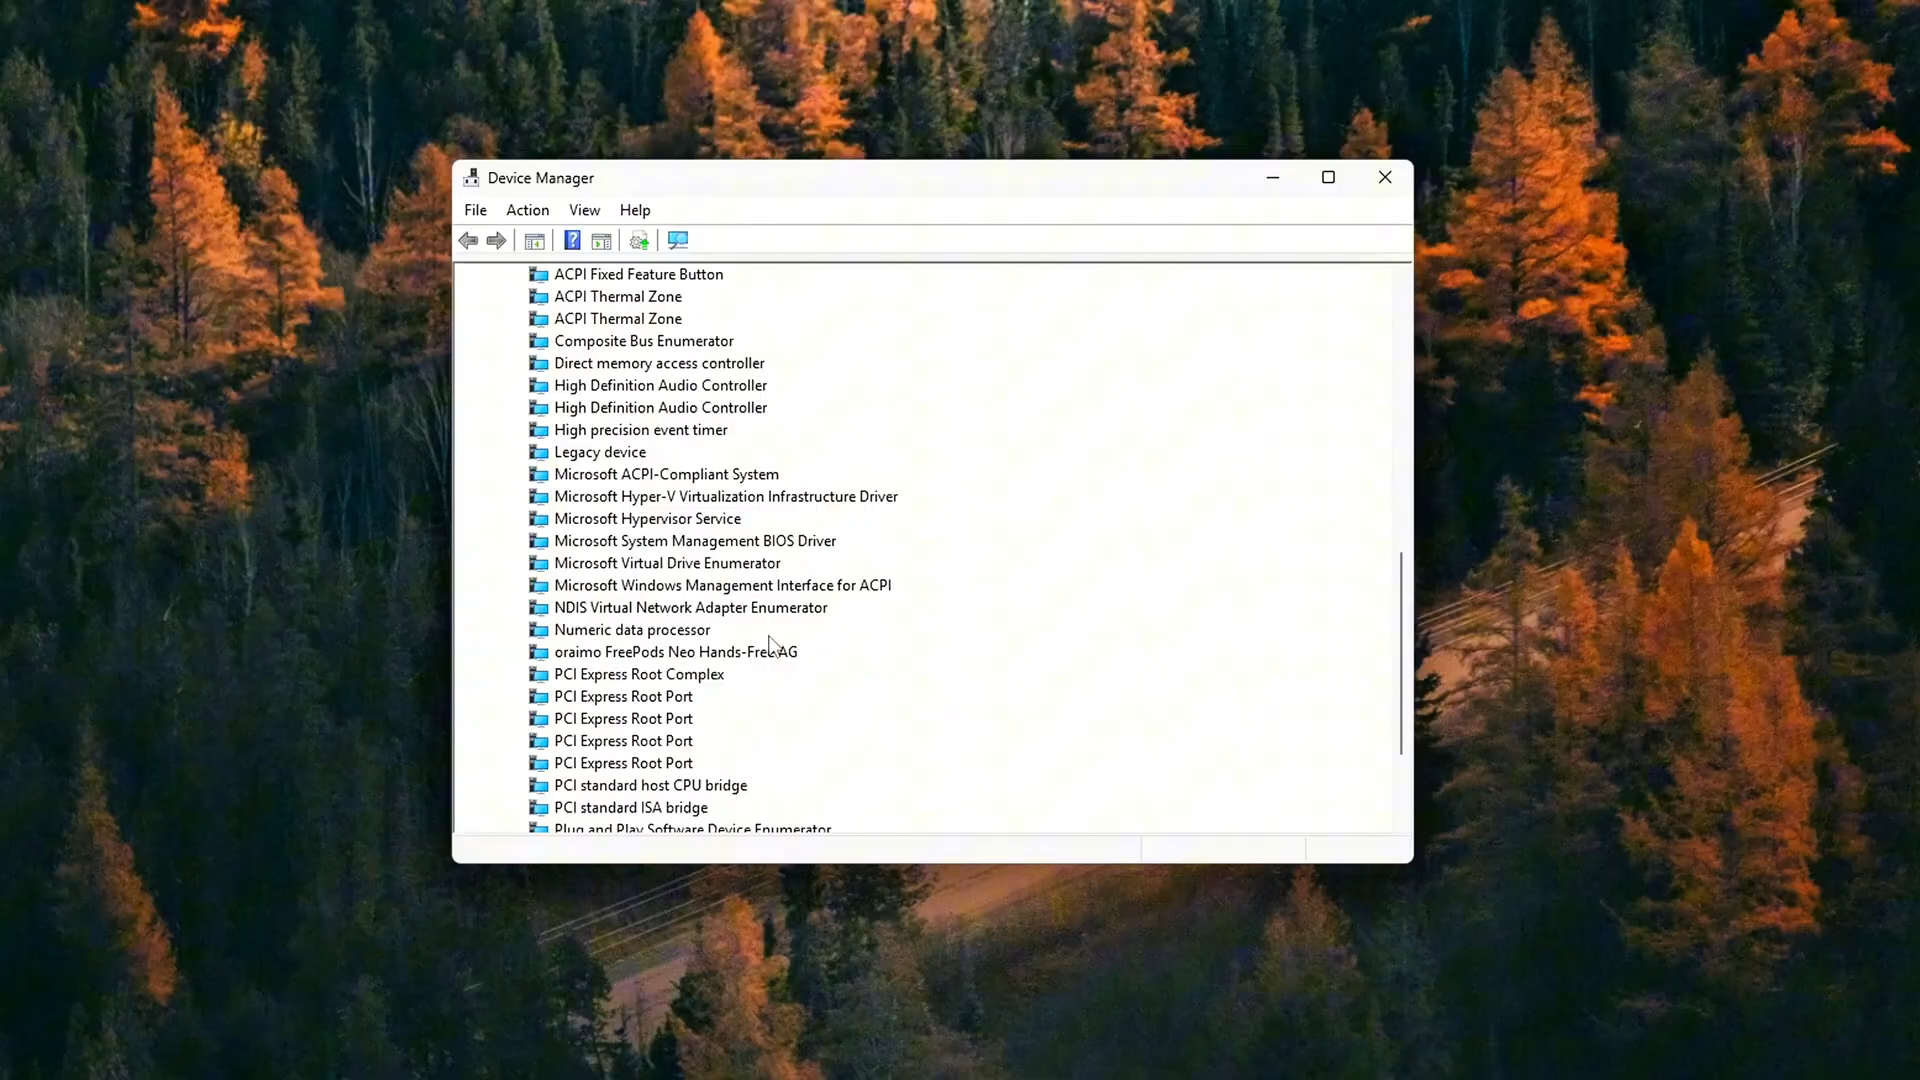 Device Manager
File Action View Help
ACPI Fixed Feature Button
ACPI Thermal Zone
ACPI Thermal Zone
Composite Bus Enumerator
Direct memory access controller
High Definition Audio Controller
High Definition Audio Controller
High precision event timer
Legacy device
Microsoft ACPI-Compliant System
Microsoft Hyper-V Virtualization Infrastructure Driver
Microsoft Hypervisor Service
Microsoft System Management BIOS Driver
Microsoft Virtual Drive Enumerator
Microsoft Windows Management Interface for ACPI
NDIS Virtual Network Adapter Enumerator
Numeric data processor
oraimo FreePods Neo Hands-Free AG
PCI Express Root Complex
PCI Express Root Port
PCI Express Root Port
PCI Express Root Port
PCI Express Root Port
PCI standard host CPU bridge
PCI standard ISA bridge
Plug and Play Software Device Enumerator